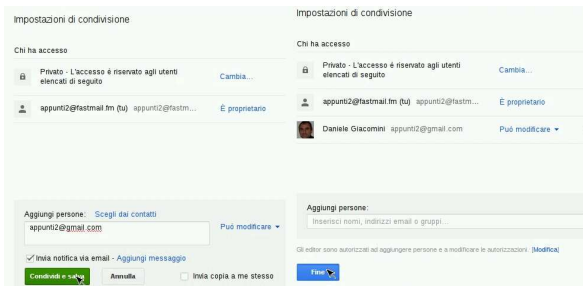 Impostazioni di condivisione
Chi ha accesso
Privato - L'accesso è riservato agli utenti
elencati di seguito
Cambia...
appunti2@fastmail.fm (tu) appunti2@fastm...
È proprietario
Aggiungi persone: Scegli dai contatti
appunti2@gmail.com
Può modificare
Invia notifica via email - Aggiungi messaggio
Condividi e salva
Annulla
Invia copia a me stesso
Impostazioni di condivisione
Chi ha accesso
Privato - L'accesso è riservato agli utenti
elencati di seguito
Cambia...
appunti2@fastmail.fm (tu) appunti2@fastm...
È proprietario
Daniele Giacomini appunti2@gmail.com
Può modificare
Aggiungi persone:
Inserisci nomi, indirizzi email o gruppi...
Gli editor sono autorizzati ad aggiungere persone e a modificare le autorizzazioni. [Modifica]
Fine